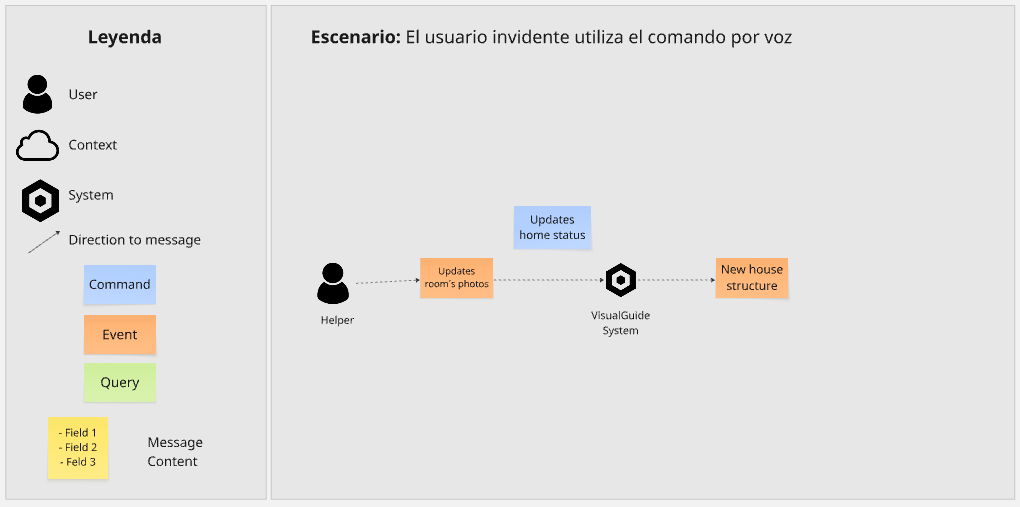 Leyenda
User
Context
System
Direction to message
Command
Event
Query
- Field 1
- Field 2
- Feld 3
Message
Content
Escenario: El usuario invidente utiliza el comando por voz
Updates
home status
Helper
Updates
room´s photos
VisualGuide
System
New house
structure